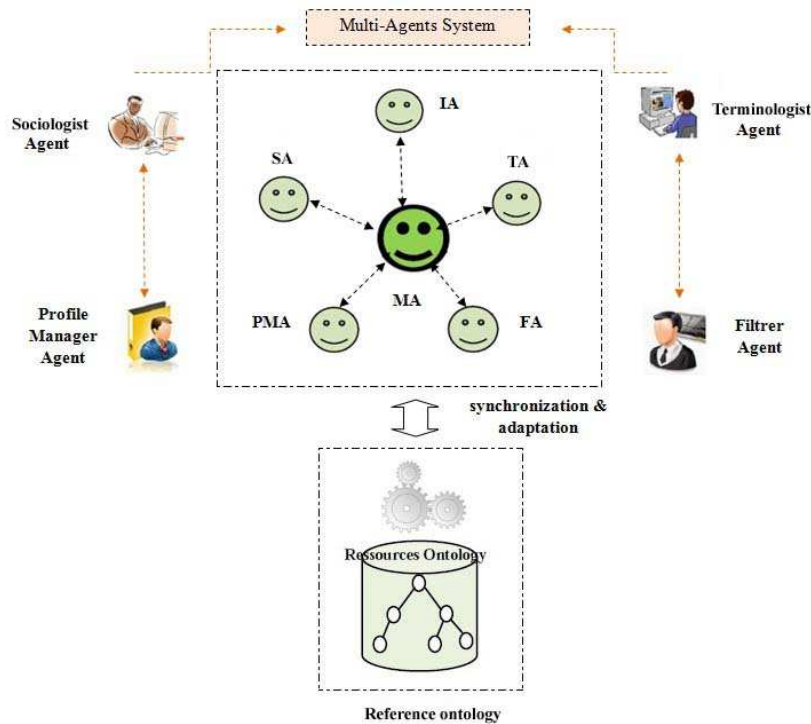 Multi-Agents System
IA
Sociologist
Agent
Terminologist
Agent
SA
TA
Profile
Manager
Agent
PMA
MA
FA
Filtrer
Agent
synchronization &
adaptation
Ressources Ontology
Reference ontology